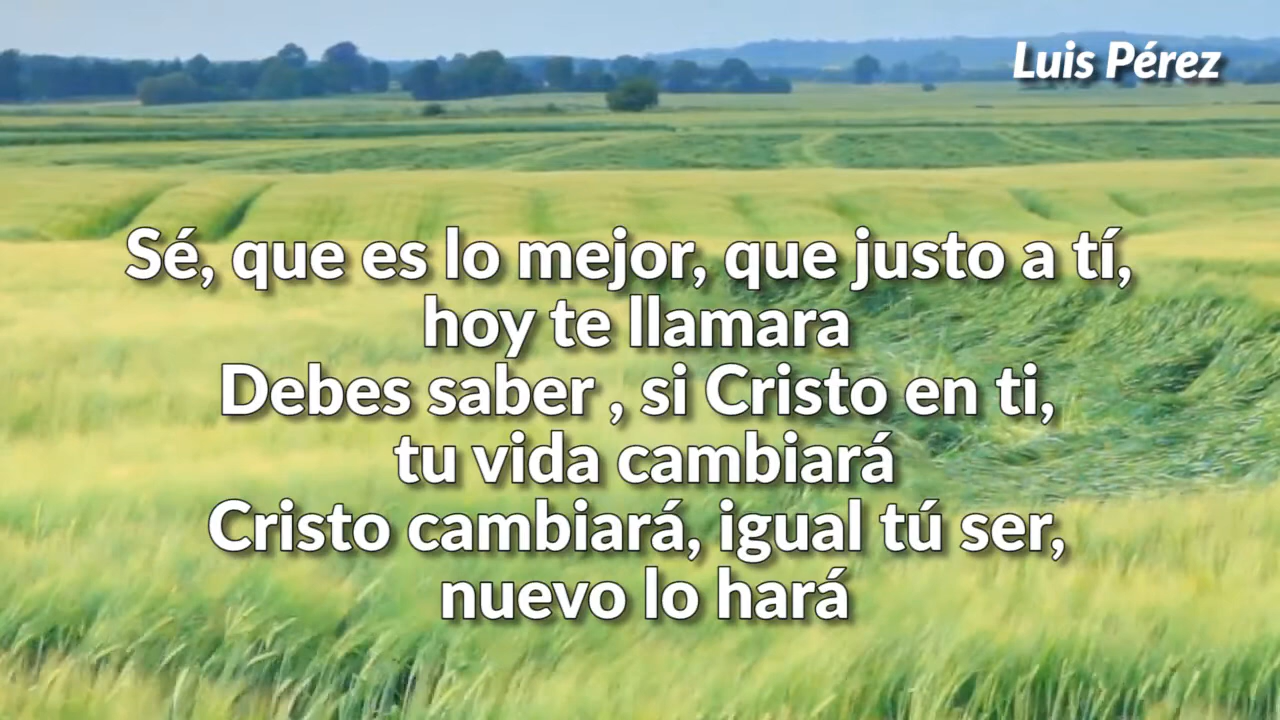 Luis Pérez
Sé, que es lo mejor, que justo a tí,
hoy te llamara
Debes saber , si Cristo en ti,
tu vida cambiará
Cristo cambiará, igual tú ser,
nuevo lo hará